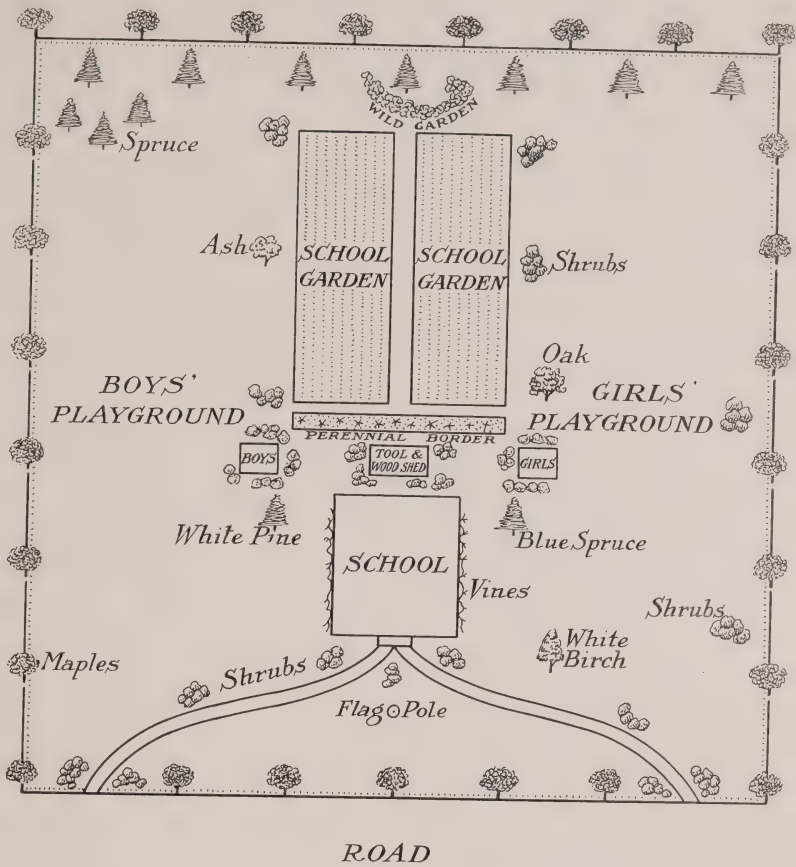 WILD GARDEN
Spruce
Ash
SCHOOL
GARDEN
SCHOOL
GARDEN
Shrubs
Oak
BOYS'
PLAYGROUND
GIRLS'
PLAYGROUND
PERENNIAL BORDER
BOYS
TOOL &
WOOD SHED
GIRLS
White Pine
Blue Spruce
SCHOOL
Vines
Shrubs
White
Birch
Maples
Shrubs
Flag Pole
ROAD